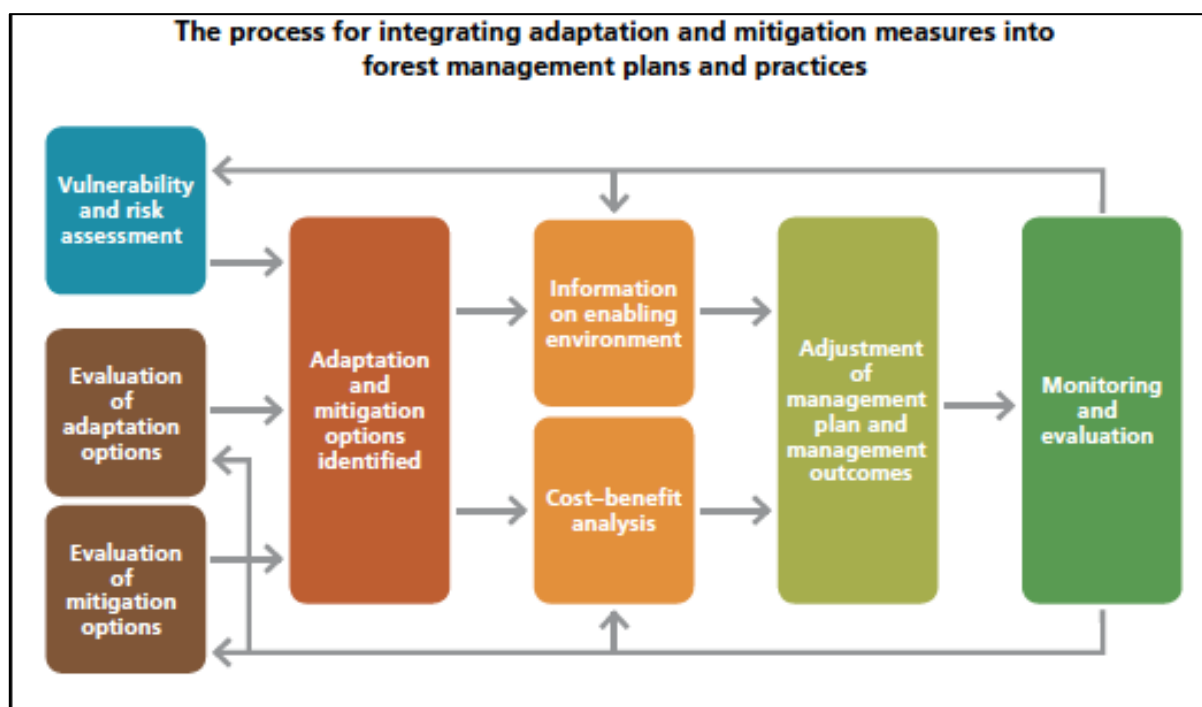 The process for integrating adaptation and mitigation measures into
forest management plans and practices
Vulnerability
and risk
assessment
Evaluation
of
adaptation
options
Evaluation
of
mitigation
options
Adaptation
and
mitigation
options
identified
Information
on enabling
environment
Cost–benefit
analysis
Adjustment
of
management
plan and
management
outcomes
Monitoring
and
evaluation